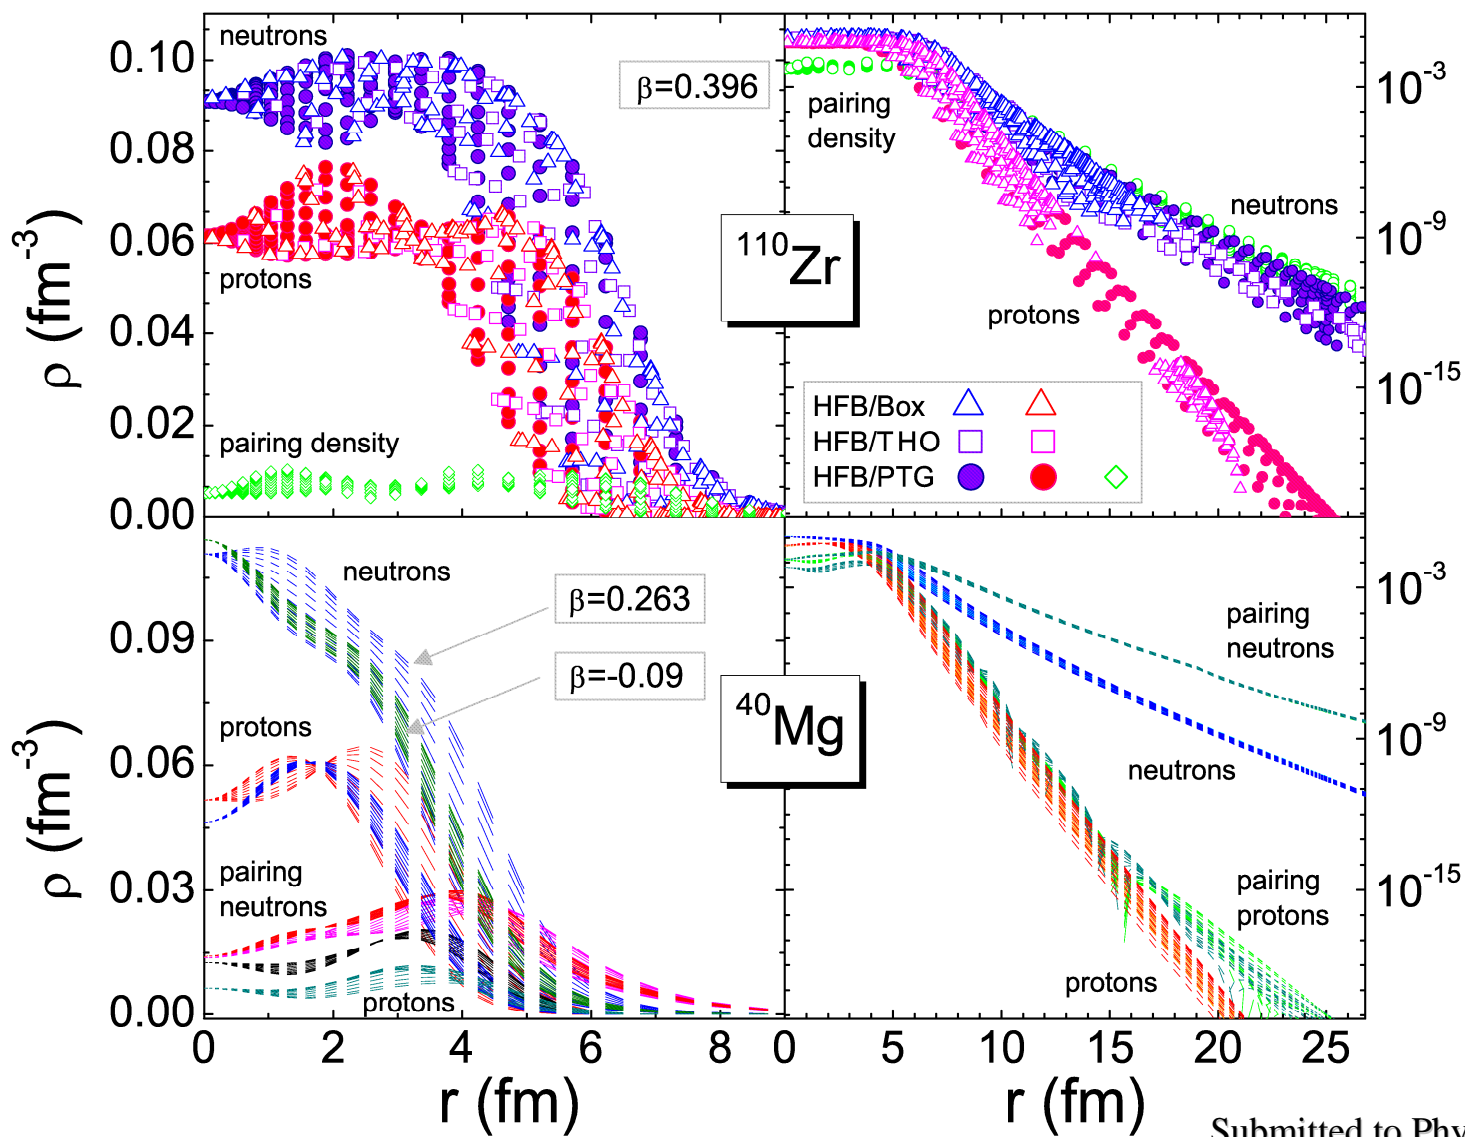 neutrons
0.10
0.08
0.06
0.04
0.02
0.00
ρ (fm⁻³)
protons
pairing density
β=0.396
pairing
density
neutrons
protons
¹¹⁰Zr
HFB/Box
HFB/THO
HFB/PTG
10⁻³
10⁻⁹
10⁻¹⁵
neutrons
β=0.263
β=-0.09
protons
pairing
neutrons
protons
0.09
0.06
0.03
0.00
ρ (fm⁻³)
⁴⁰Mg
pairing
neutrons
neutrons
pairing
protons
protons
10⁻³
10⁻⁹
10⁻¹⁵
0 2 4 6 8
0 5 10 15 20 25
r (fm)
r (fm)
Submitted to Phy